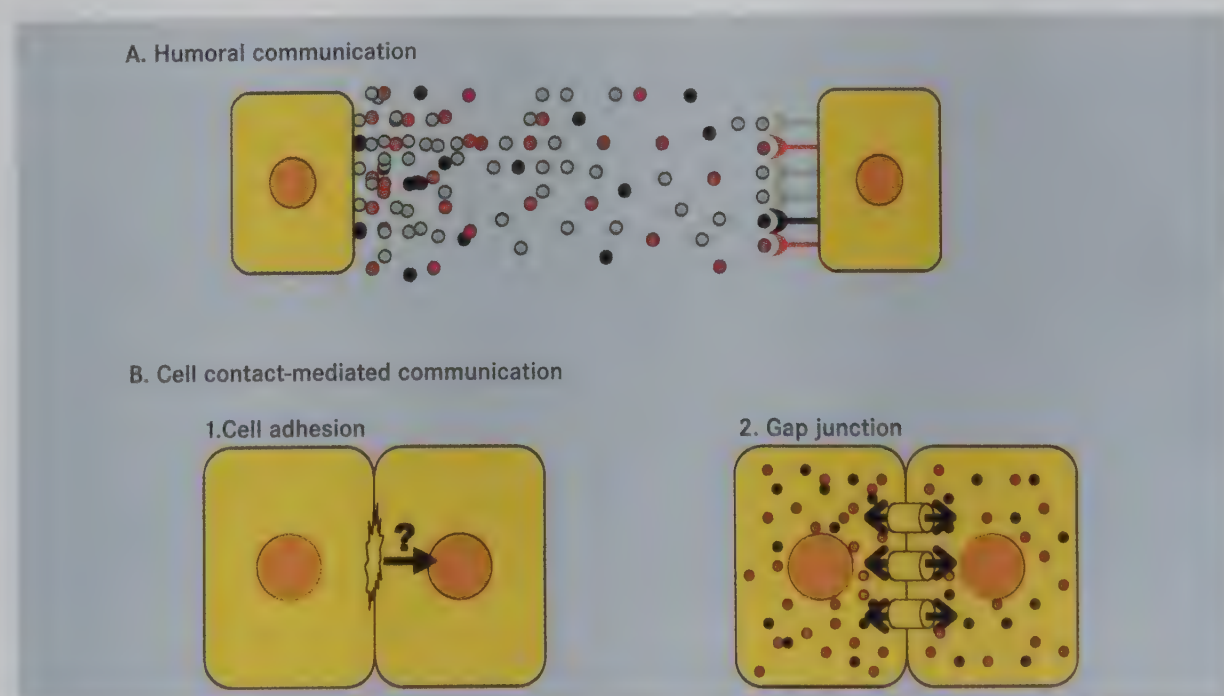 A. Humoral communication
B. Cell contact-mediated communication
1.Cell adhesion
2. Gap junction
?